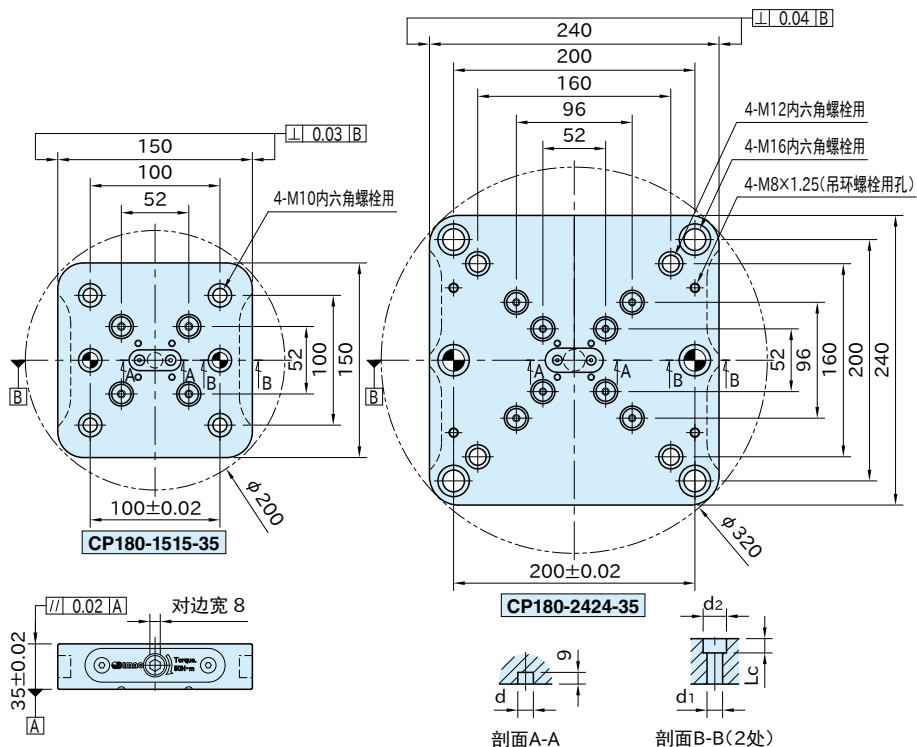 ⊥ 0.04 B
240
200
160
96
52
4-M12内六角螺栓用
4-M16内六角螺栓用
4-M8×1.25(吊环螺栓用孔)
⊥ 0.03 B
150
100
52
4-M10内六角螺栓用
52
100
150
A
B
B
B
100±0.02
φ200
CP180-1515-35
52
96
160
200
240
A
A
B
B
B
200±0.02
φ320
CP180-2424-35
// 0.02 A
对边宽 8
35±0.02
A
imao
Torque.
50N·m
9
d
剖面A-A
d2
Lc
d1
剖面B-B(2处)